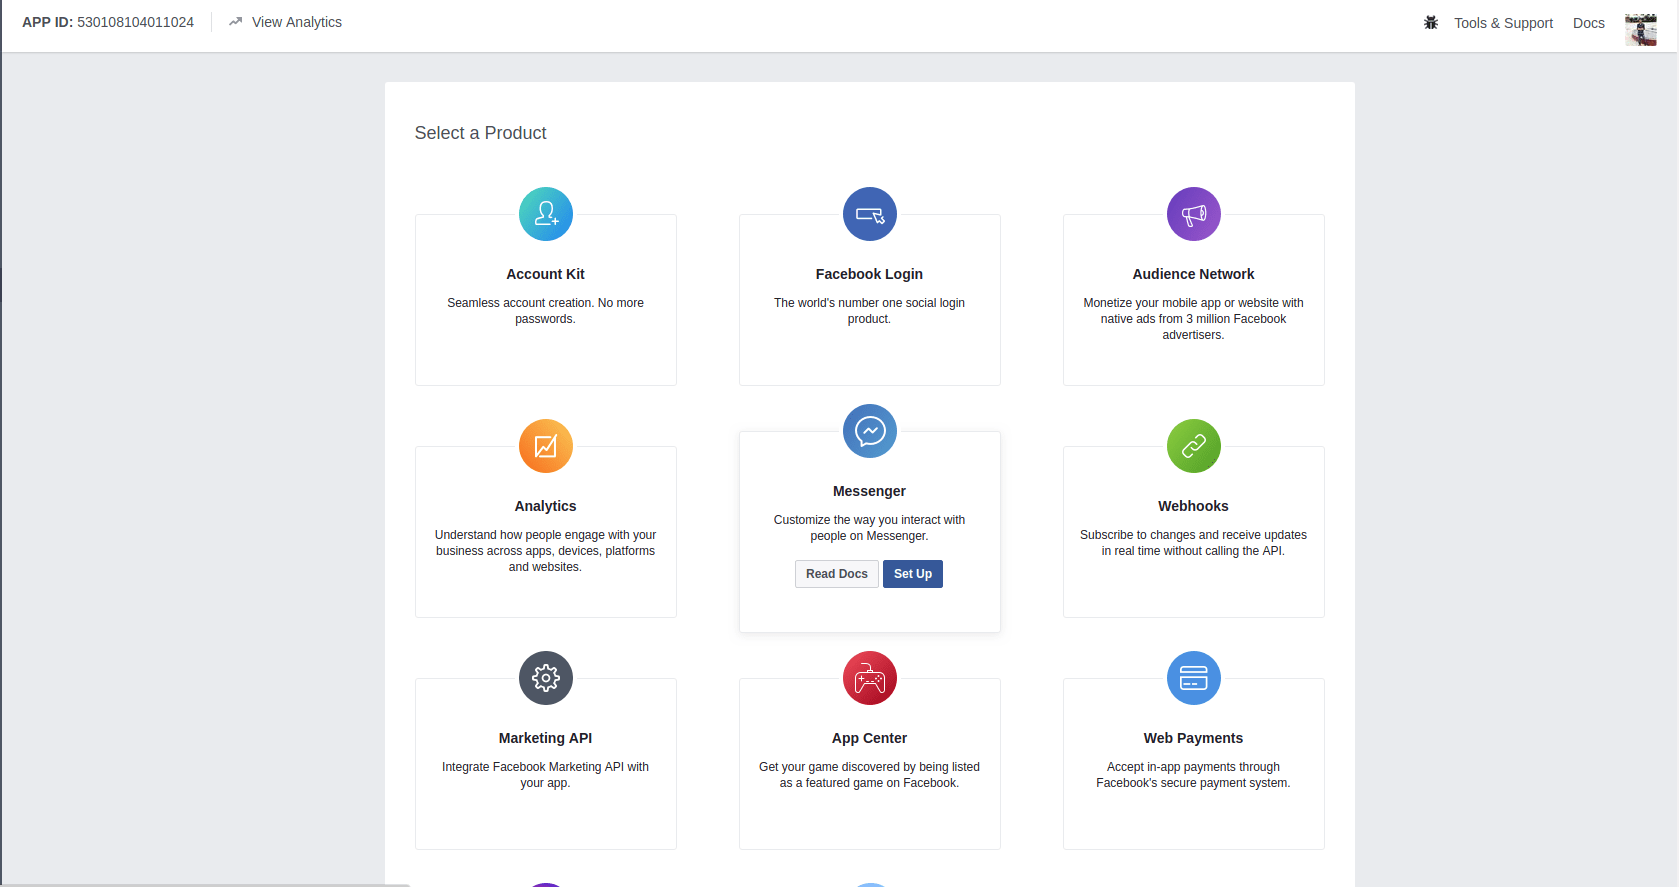 APP ID: 530108104011024 View Analytics Tools & Support Docs
Select a Product
Account Kit
Seamless account creation. No more
passwords.
Facebook Login
The world's number one social login
product.
Audience Network
Monetize your mobile app or website with
native ads from 3 million Facebook
advertisers.
Analytics
Understand how people engage with your
business across apps, devices, platforms
and websites.
Messenger
Customize the way you interact with
people on Messenger.
Read Docs Set Up
Webhooks
Subscribe to changes and receive updates
in real time without calling the API.
Marketing API
Integrate Facebook Marketing API with
your app.
App Center
Get your game discovered by being listed
as a featured game on Facebook.
Web Payments
Accept in-app payments through
Facebook's secure payment system.